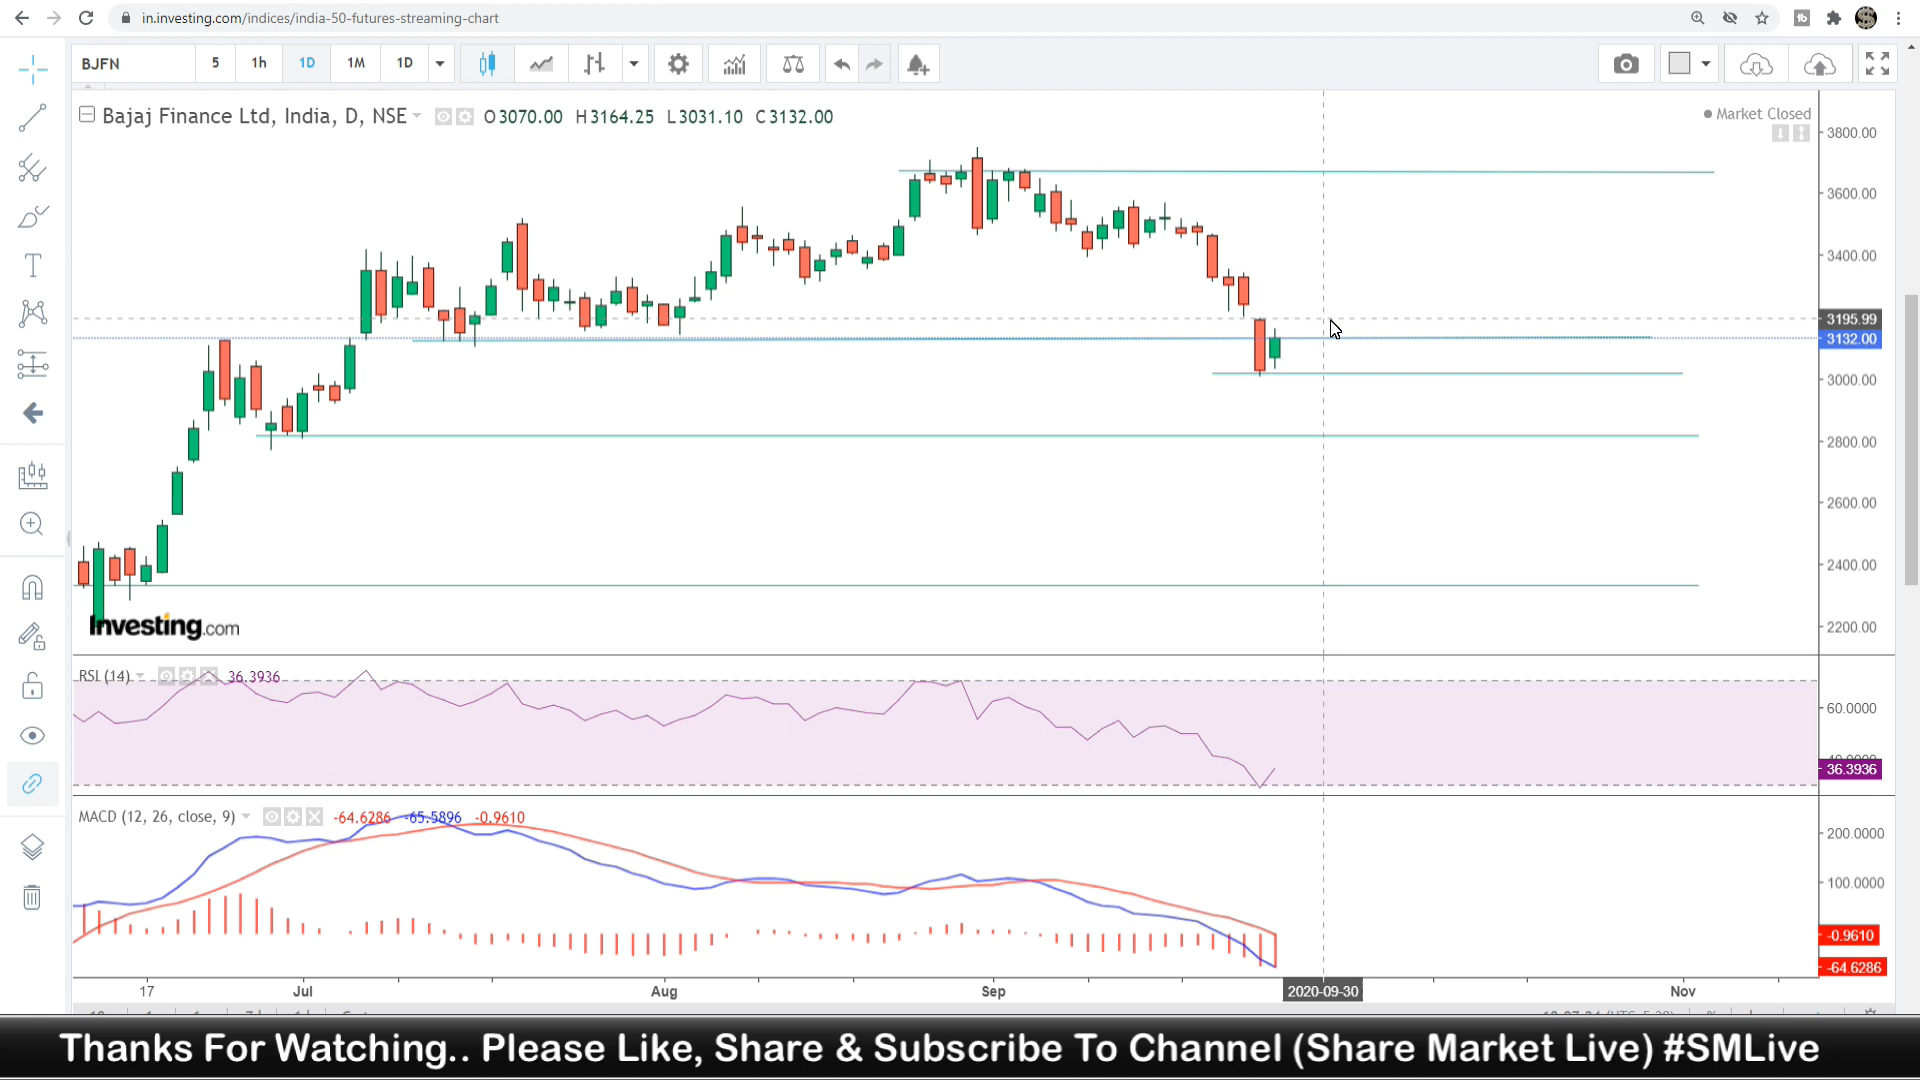 in.investing.com/indices/india-50-futures-streaming-chart
BJFN 5 1h 1D 1M 1D
Bajaj Finance Ltd, India, D, NSE O3070.00 H3164.25 L3031.10 C3132.00
Market Closed
3800.00
3600.00
3400.00
3195.99
3132.00
3000.00
2800.00
2600.00
2400.00
2200.00
Investing.com
RSI (14) 36.3936
60.0000
36.3936
MACD (12, 26, close, 9) -64.6286 -65.5896 -0.9610
200.0000
100.0000
-0.9610
-64.6286
17 Jul Aug Sep 2020-09-30 Nov
Thanks For Watching.. Please Like, Share & Subscribe To Channel (Share Market Live) #SMLive